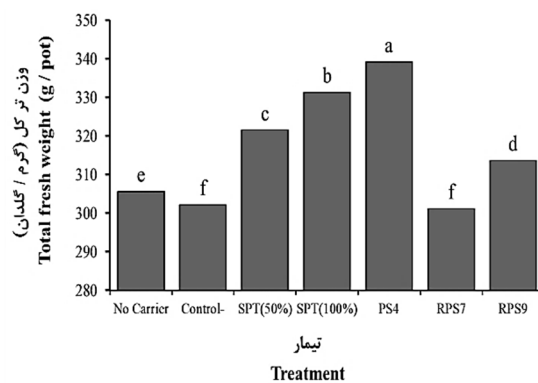 وزن تر کل (گرم / گلدان)
Total fresh weight (g / pot)
350
340
330
320
310
300
290
280
e
f
c
b
a
f
d
No Carrier Control- SPT(50%) SPT(100%) PS4 RPS7 RPS9
تیمار
Treatment